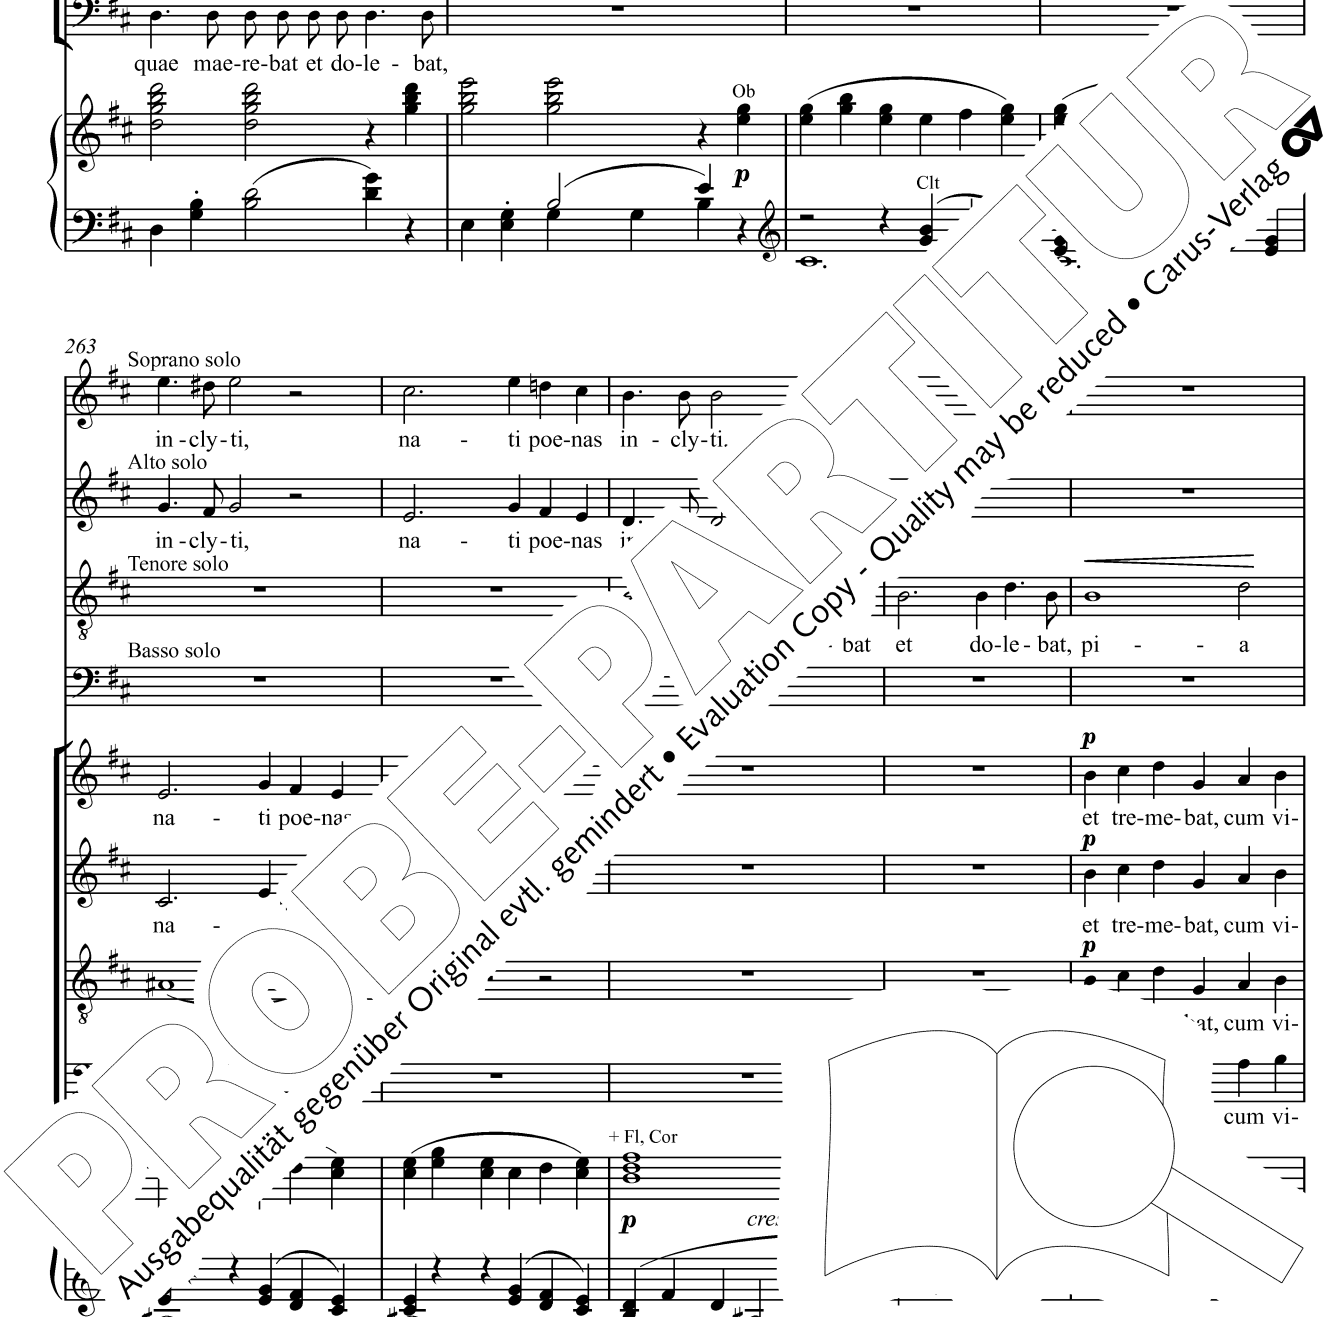 quae mae-re-bat et do-le - bat,
Ob
p
Clt
263
Soprano solo
in - cly - ti, na - ti poe-nas in - cly - ti.
Alto solo
in - cly - ti, na - ti poe-nas
Tenore solo
- bat et do-le - bat, pi - - a
Basso solo
p
na - ti poe-nas et tre-me-bat, cum vi-
p
na - et tre-me-bat, cum vi-
p
bat, cum vi-
cum vi-
+ Fl, Cor
p cres
PROBE-PARTITUR
Ausgabequalität gegenüber Original evtl. gemindert • Evaluation Copy - Quality may be reduced • Carus-Verlag